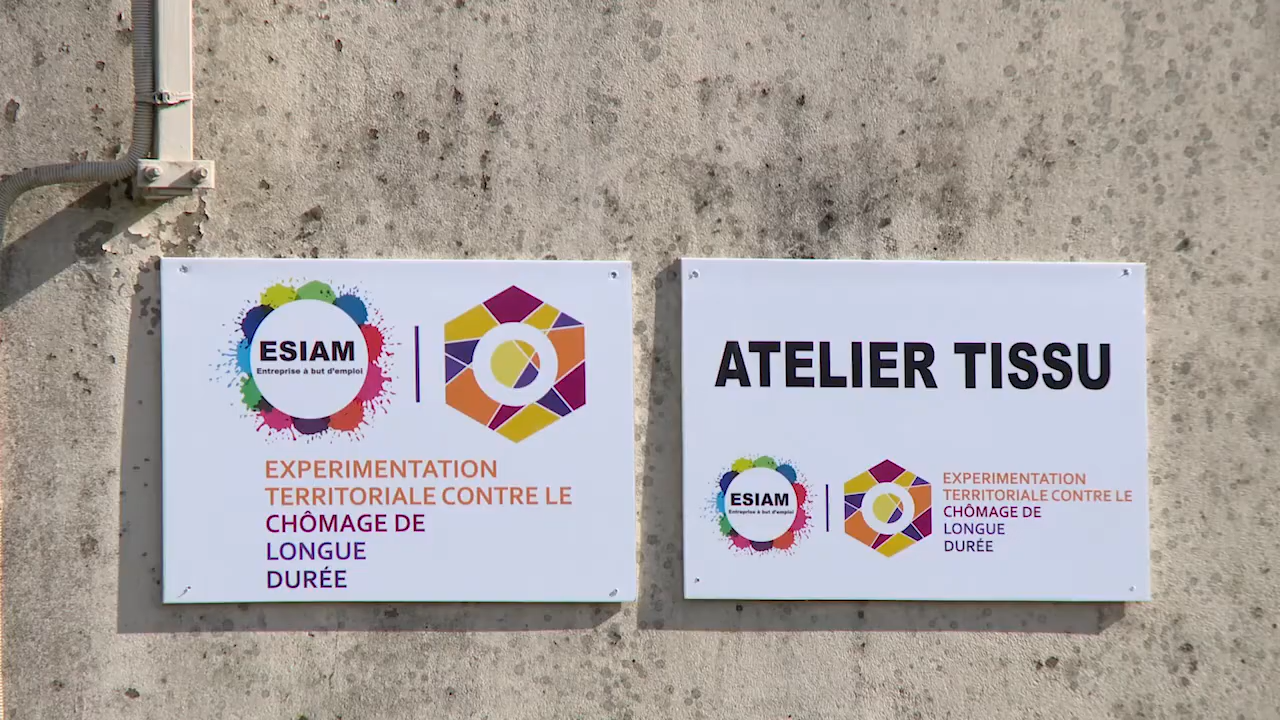 ESIAM
Entreprise à but d'emploi
EXPERIMENTATION
TERRITORIALE CONTRE LE
CHÔMAGE DE
LONGUE
DURÉE
ATELIER TISSU
ESIAM
Entreprise à but d'emploi
EXPERIMENTATION
TERRITORIALE CONTRE LE
CHÔMAGE DE
LONGUE
DURÉE